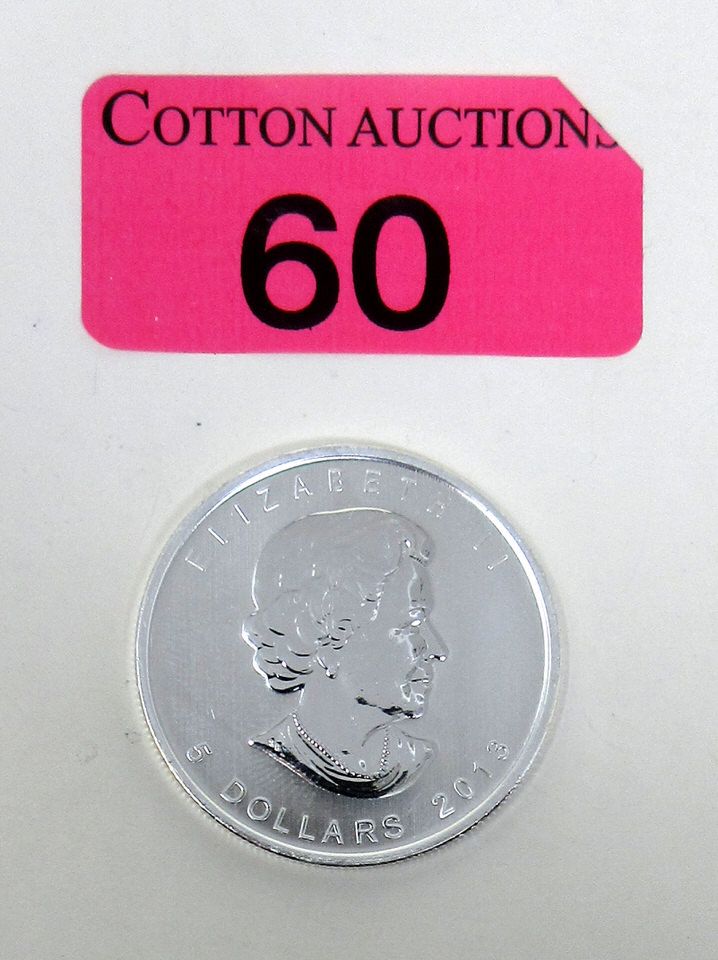 COTTON AUCTIONS
60
ELIZABETH II
5 DOLLARS 2013